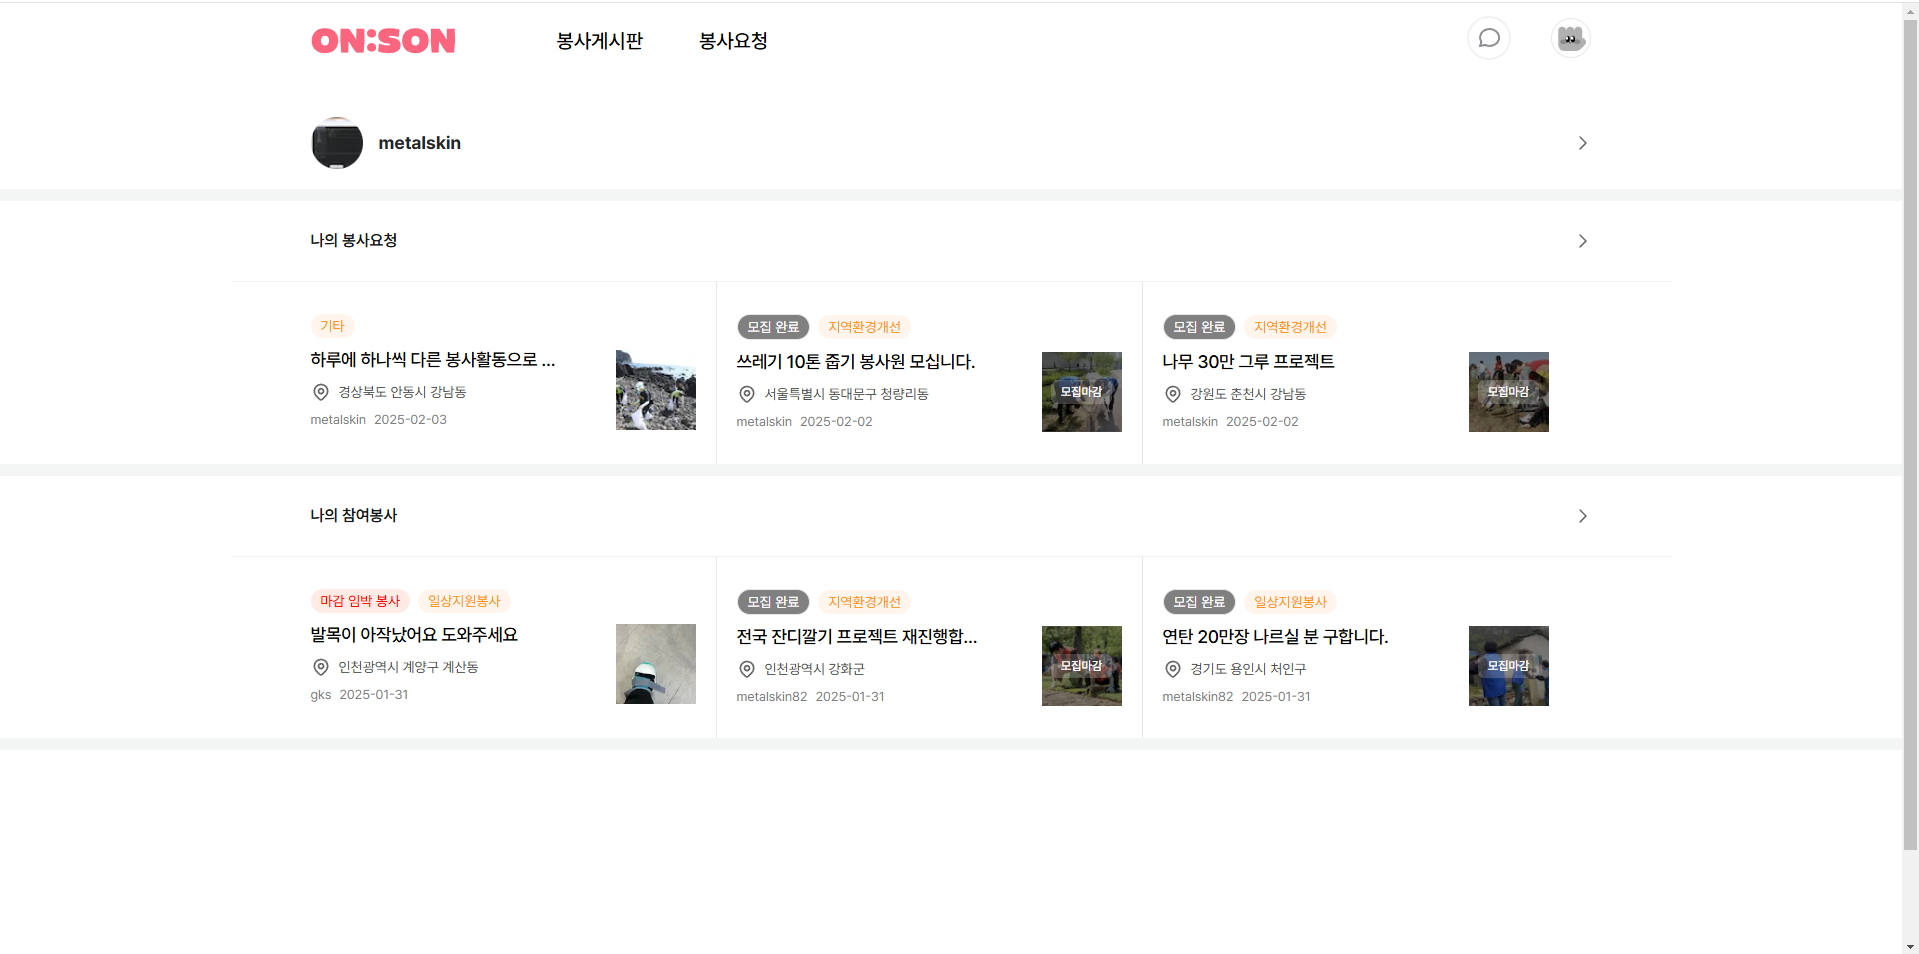 ON:SON 봉사게시판 봉사요청
metalskin
나의 봉사요청
기타
하루에 하나씩 다른 봉사활동으로 ...
경상북도 안동시 강남동
metalskin 2025-02-03
모집 완료 지역환경개선
쓰레기 10톤 줍기 봉사원 모십니다.
서울특별시 동대문구 청량리동
metalskin 2025-02-02
모집마감
모집 완료 지역환경개선
나무 30만 그루 프로젝트
강원도 춘천시 강남동
metalskin 2025-02-02
모집마감
나의 참여봉사
마감 임박 봉사 일상지원봉사
발목이 아작났어요 도와주세요
인천광역시 계양구 계산동
gks 2025-01-31
모집 완료 지역환경개선
전국 잔디깔기 프로젝트 재진행합...
인천광역시 강화군
metalskin82 2025-01-31
모집마감
모집 완료 일상지원봉사
연탄 20만장 나르실 분 구합니다.
경기도 용인시 처인구
metalskin82 2025-01-31
모집마감